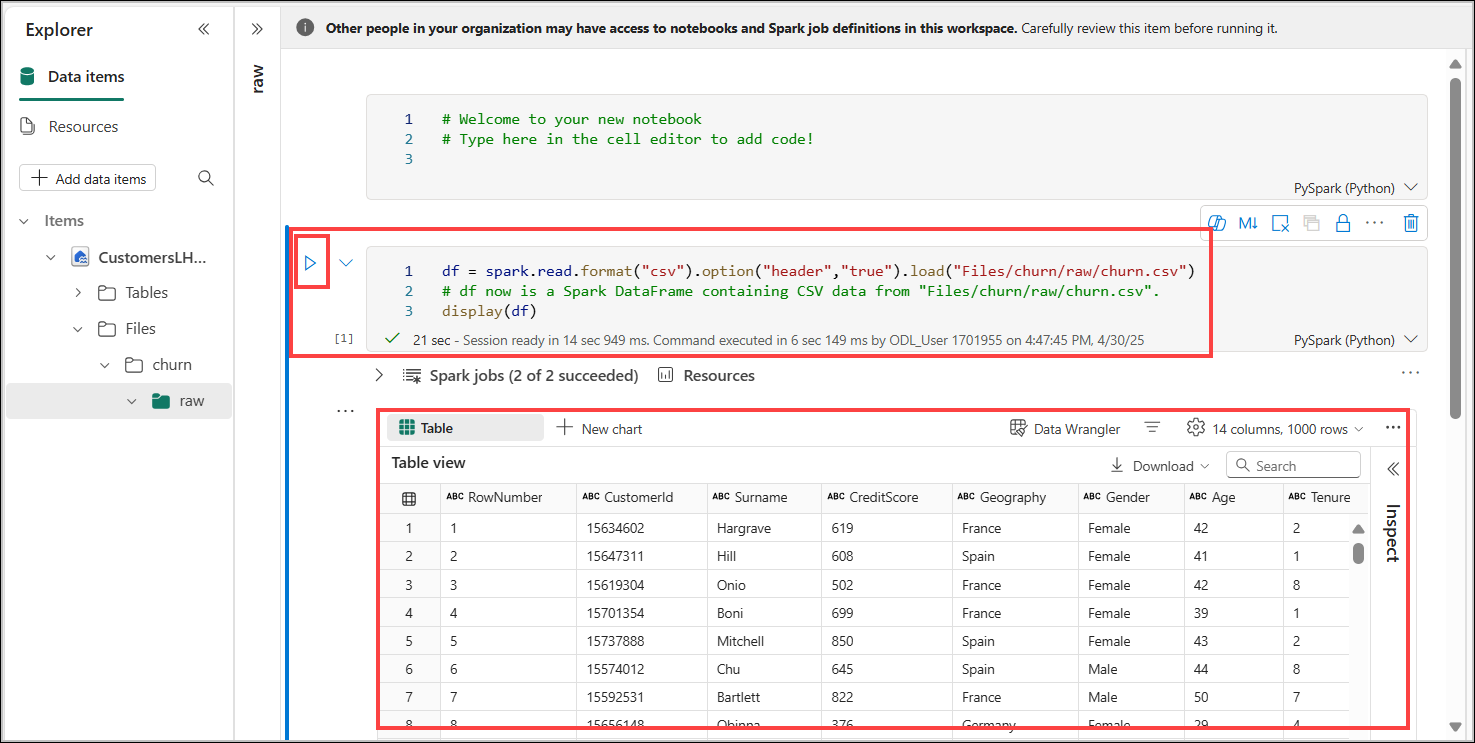 Explorer
Data items
Resources
Add data items
Items
CustomersLH...
Tables
Files
churn
raw
raw
Other people in your organization may have access to notebooks and Spark job definitions in this workspace. Carefully review this item before running it.
1 # Welcome to your new notebook
2 # Type here in the cell editor to add code!
3
PySpark (Python)
M↓ ...
1 df = spark.read.format("csv").option("header","true").load("Files/churn/raw/churn.csv")
2 # df now is a Spark DataFrame containing CSV data from "Files/churn/raw/churn.csv".
3 display(df)
[1] 21 sec - Session ready in 14 sec 949 ms. Command executed in 6 sec 149 ms by ODL_User 1701955 on 4:47:45 PM, 4/30/25 PySpark (Python)
Spark jobs (2 of 2 succeeded) Resources ...
...
Table New chart Data Wrangler 14 columns, 1000 rows ...
Table view Download Search
ABC RowNumber ABC CustomerId ABC Surname ABC CreditScore ABC Geography ABC Gender ABC Age ABC Tenure
1 1 15634602 Hargrave 619 France Female 42 2
2 2 15647311 Hill 608 Spain Female 41 1
3 3 15619304 Onio 502 France Female 42 8
4 4 15701354 Boni 699 France Female 39 1
5 5 15737888 Mitchell 850 Spain Female 43 2
6 6 15574012 Chu 645 Spain Male 44 8
7 7 15592531 Bartlett 822 France Male 50 7
8 8 15656148 Obinna 376 Germany Female 29 4
Inspect